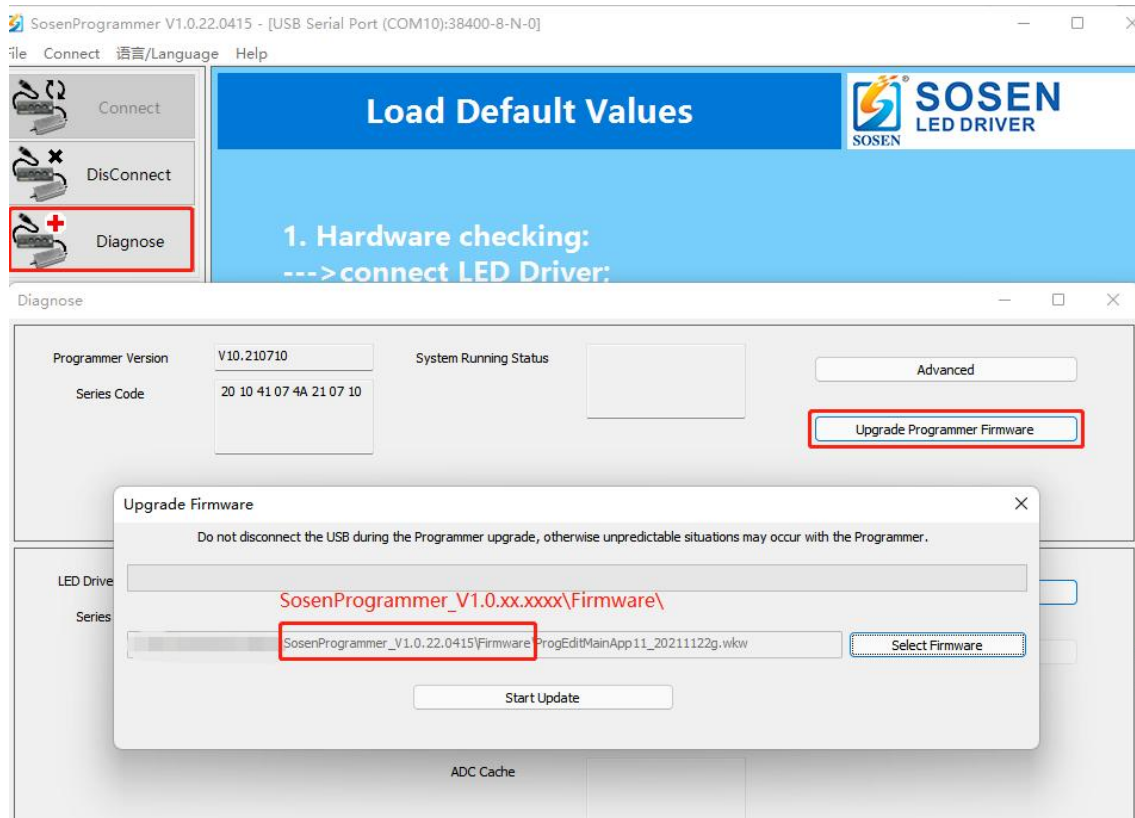 SosenProgrammer V1.0.22.0415 - [USB Serial Port (COM10):38400-8-N-0]
File Connect 语言/Language Help
Connect
DisConnect
Diagnose
Load Default Values
SOSEN
SOSEN
LED DRIVER
1. Hardware checking:
--->connect LED Driver;
Diagnose
Programmer Version
V10.210710
System Running Status
Advanced
Series Code
20 10 41 07 4A 21 07 10
Upgrade Programmer Firmware
Upgrade Firmware
Do not disconnect the USB during the Programmer upgrade, otherwise unpredictable situations may occur with the Programmer.
LED Drive
SosenProgrammer_V1.0.xx.xxxx\Firmware\
Series
SosenProgrammer_V1.0.22.0415\Firmware\ProgEditMainApp11_20211122g.wkw
Select Firmware
Start Update
ADC Cache